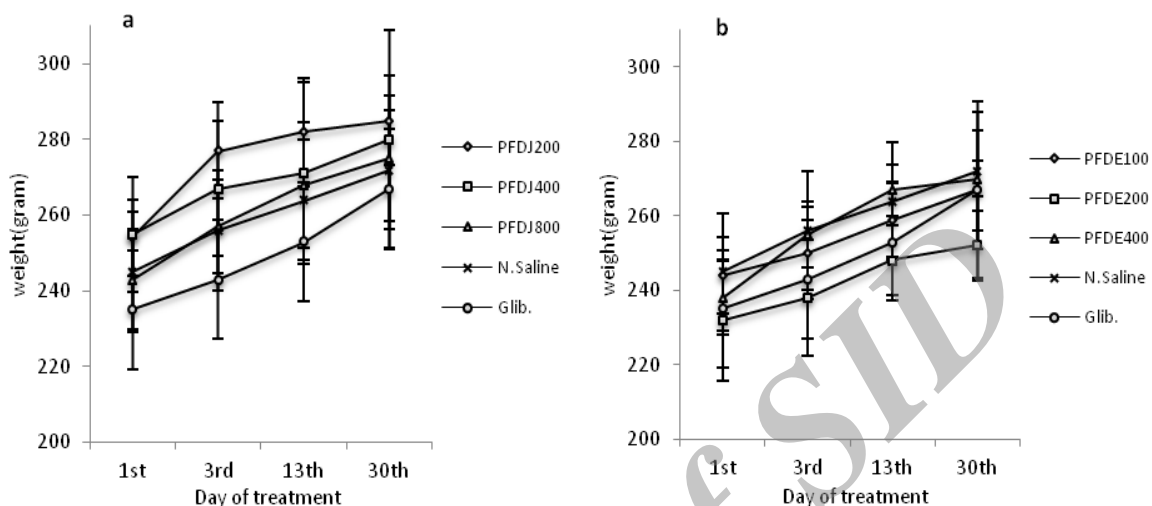 a
300
280
260
240
220
200
weight(gram)
1st 3rd 13th 30th
Day of treatment
PFDJ200
PFDJ400
PFDJ800
N.Saline
Glib.
b
300
280
260
240
220
200
weight(gram)
1st 3rd 13th 30th
Day of treatment
PFDE100
PFDE200
PFDE400
N.Saline
Glib.
of SID